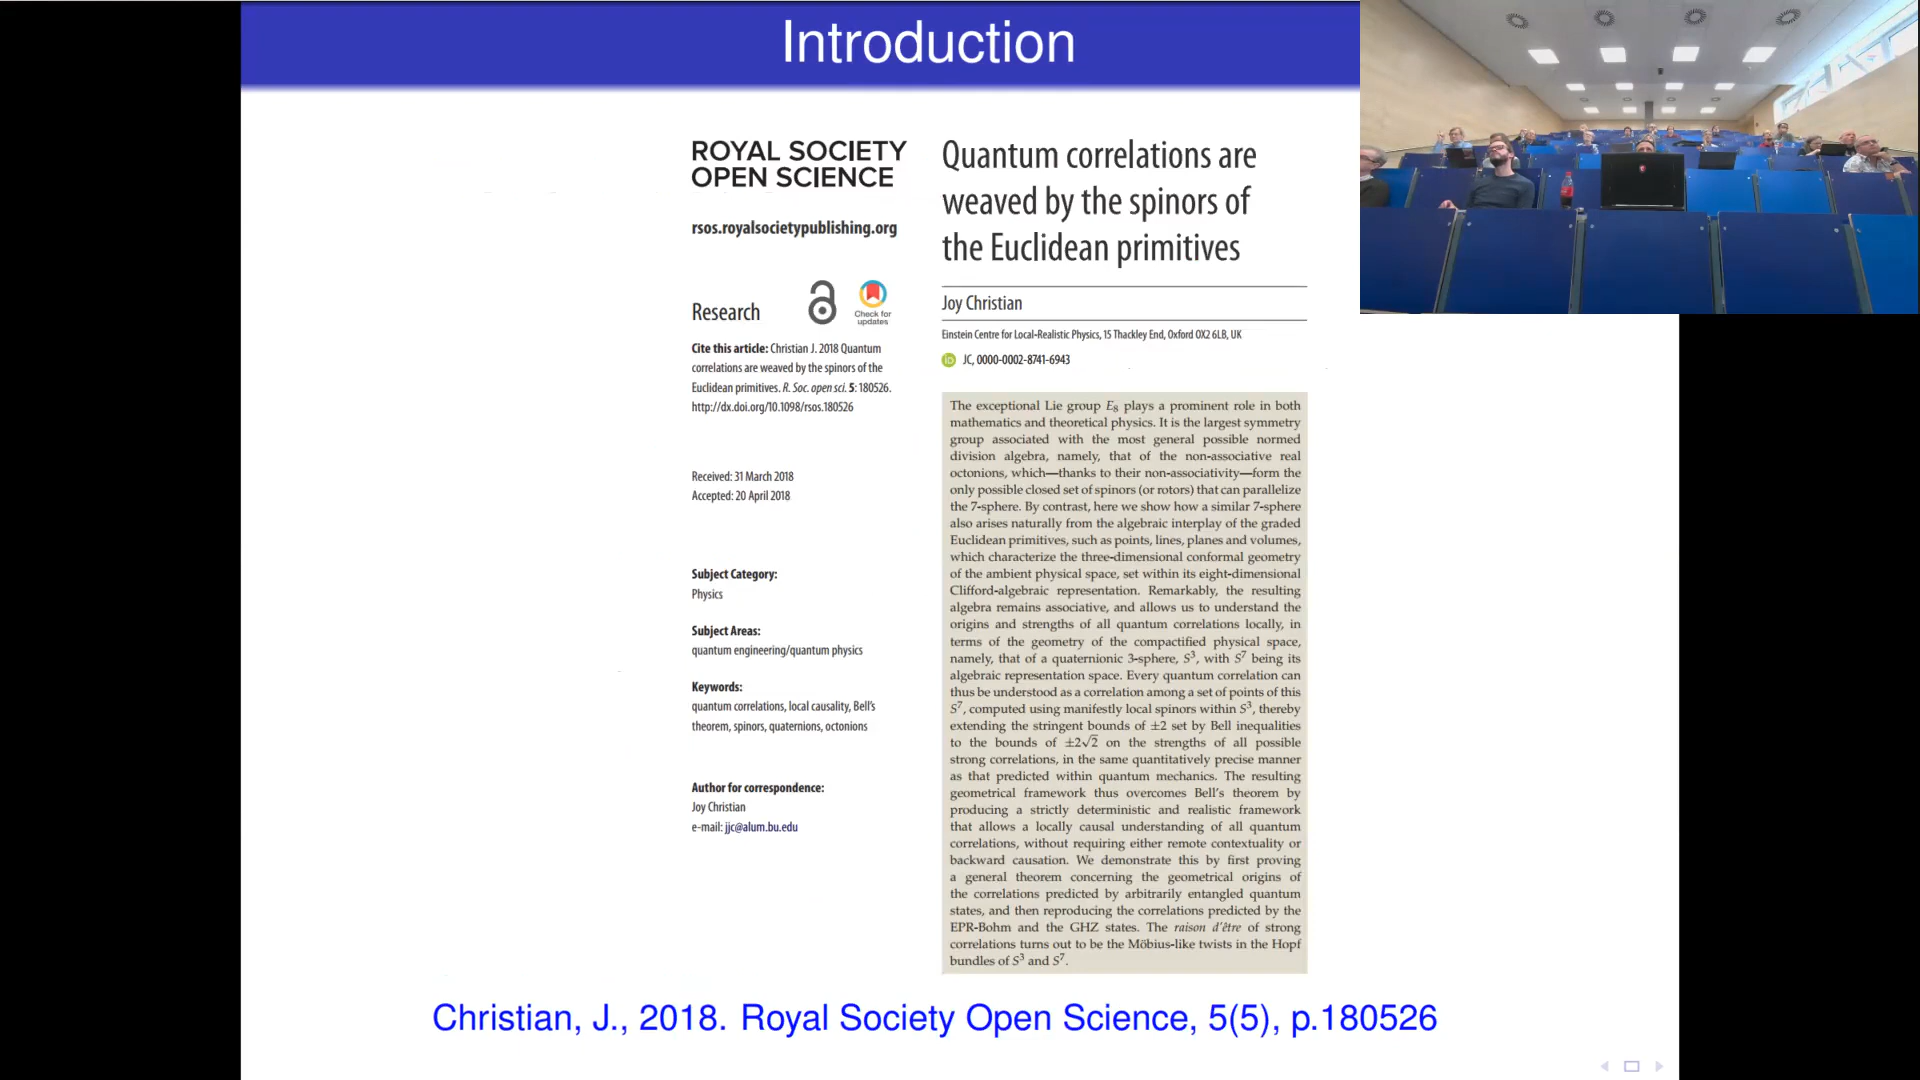 Introduction
ROYAL SOCIETY
OPEN SCIENCE
rsos.royalsocietypublishing.org
Research
Check for
updates
Cite this article: Christian J. 2018 Quantum
correlations are weaved by the spinors of the
Euclidean primitives. R. Soc. open sci. 5: 180526.
http://dx.doi.org/10.1098/rsos.180526
Received: 31 March 2018
Accepted: 20 April 2018
Subject Category:
Physics
Subject Areas:
quantum engineering/quantum physics
Keywords:
quantum correlations, local causality, Bell's
theorem, spinors, quaternions, octonions
Author for correspondence:
Joy Christian
e-mail: jjc@alum.bu.edu
Quantum correlations are
weaved by the spinors of
the Euclidean primitives
Joy Christian
Einstein Centre for Local-Realistic Physics, 15 Thackley End, Oxford OX2 6LB, UK
iD JC, 0000-0002-8741-6943
The exceptional Lie group E₈ plays a prominent role in both
mathematics and theoretical physics. It is the largest symmetry
group associated with the most general possible normed
division algebra, namely, that of the non-associative real
octonions, which—thanks to their non-associativity—form the
only possible closed set of spinors (or rotors) that can parallelize
the 7-sphere. By contrast, here we show how a similar 7-sphere
also arises naturally from the algebraic interplay of the graded
Euclidean primitives, such as points, lines, planes and volumes,
which characterize the three-dimensional conformal geometry
of the ambient physical space, set within its eight-dimensional
Clifford-algebraic representation. Remarkably, the resulting
algebra remains associative, and allows us to understand the
origins and strengths of all quantum correlations locally, in
terms of the geometry of the compactified physical space,
namely, that of a quaternionic 3-sphere, S³, with S⁷ being its
algebraic representation space. Every quantum correlation can
thus be understood as a correlation among a set of points of this
S⁷, computed using manifestly local spinors within S³, thereby
extending the stringent bounds of ±2 set by Bell inequalities
to the bounds of ±2√2 on the strengths of all possible
strong correlations, in the same quantitatively precise manner
as that predicted within quantum mechanics. The resulting
geometrical framework thus overcomes Bell's theorem by
producing a strictly deterministic and realistic framework
that allows a locally causal understanding of all quantum
correlations, without requiring either remote contextuality or
backward causation. We demonstrate this by first proving
a general theorem concerning the geometrical origins of
the correlations predicted by arbitrarily entangled quantum
states, and then reproducing the correlations predicted by the
EPR-Bohm and the GHZ states. The raison d'être of strong
correlations turns out to be the Möbius-like twists in the Hopf
bundles of S³ and S⁷.
Christian, J., 2018. Royal Society Open Science, 5(5), p.180526